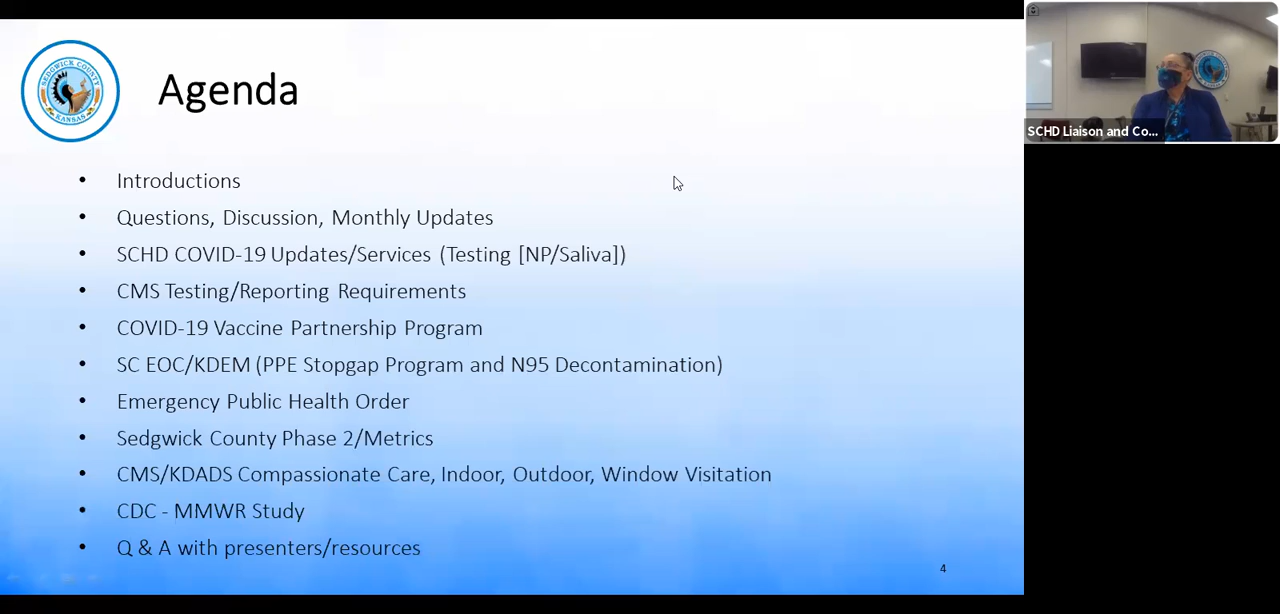 SEDGWICK COUNTY
KANSAS
Agenda
• Introductions
• Questions, Discussion, Monthly Updates
• SCHD COVID-19 Updates/Services (Testing [NP/Saliva])
• CMS Testing/Reporting Requirements
• COVID-19 Vaccine Partnership Program
• SC EOC/KDEM (PPE Stopgap Program and N95 Decontamination)
• Emergency Public Health Order
• Sedgwick County Phase 2/Metrics
• CMS/KDADS Compassionate Care, Indoor, Outdoor, Window Visitation
• CDC - MMWR Study
• Q & A with presenters/resources
4
SCHD Liaison and Co...